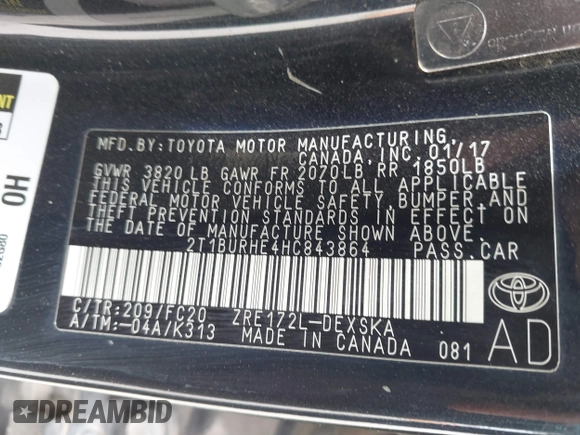 MFD. BY: TOYOTA MOTOR MANUFACTURING,
CANADA, INC. 01/17
GVWR 3820 LB GAWR FR 2070LB RR 1850LB
THIS VEHICLE CONFORMS TO ALL APPLICABLE
FEDERAL MOTOR VEHICLE SAFETY, BUMPER, AND
THEFT PREVENTION STANDARDS IN EFFECT ON
THE DATE OF MANUFACTURE SHOWN ABOVE.
2T1BURHE4HC843864 PASS. CAR
C/TR: 209/FC20 ZRE172L-DEXSKA
A/TM: -04A/K313 MADE IN CANADA 081
AD
OH
DREAMBID